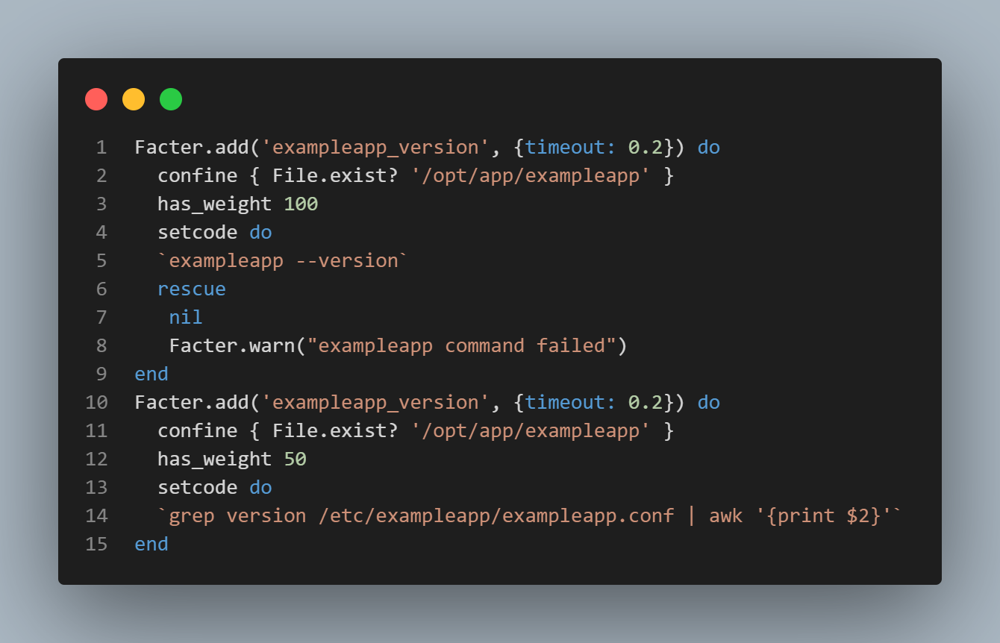 1 Facter.add('exampleapp_version', {timeout: 0.2}) do
2   confine { File.exist? '/opt/app/exampleapp' }
3   has_weight 100
4   setcode do
5   `exampleapp --version`
6   rescue
7    nil
8    Facter.warn("exampleapp command failed")
9 end
10 Facter.add('exampleapp_version', {timeout: 0.2}) do
11   confine { File.exist? '/opt/app/exampleapp' }
12   has_weight 50
13   setcode do
14   `grep version /etc/exampleapp/exampleapp.conf | awk '{print $2}'`
15 end